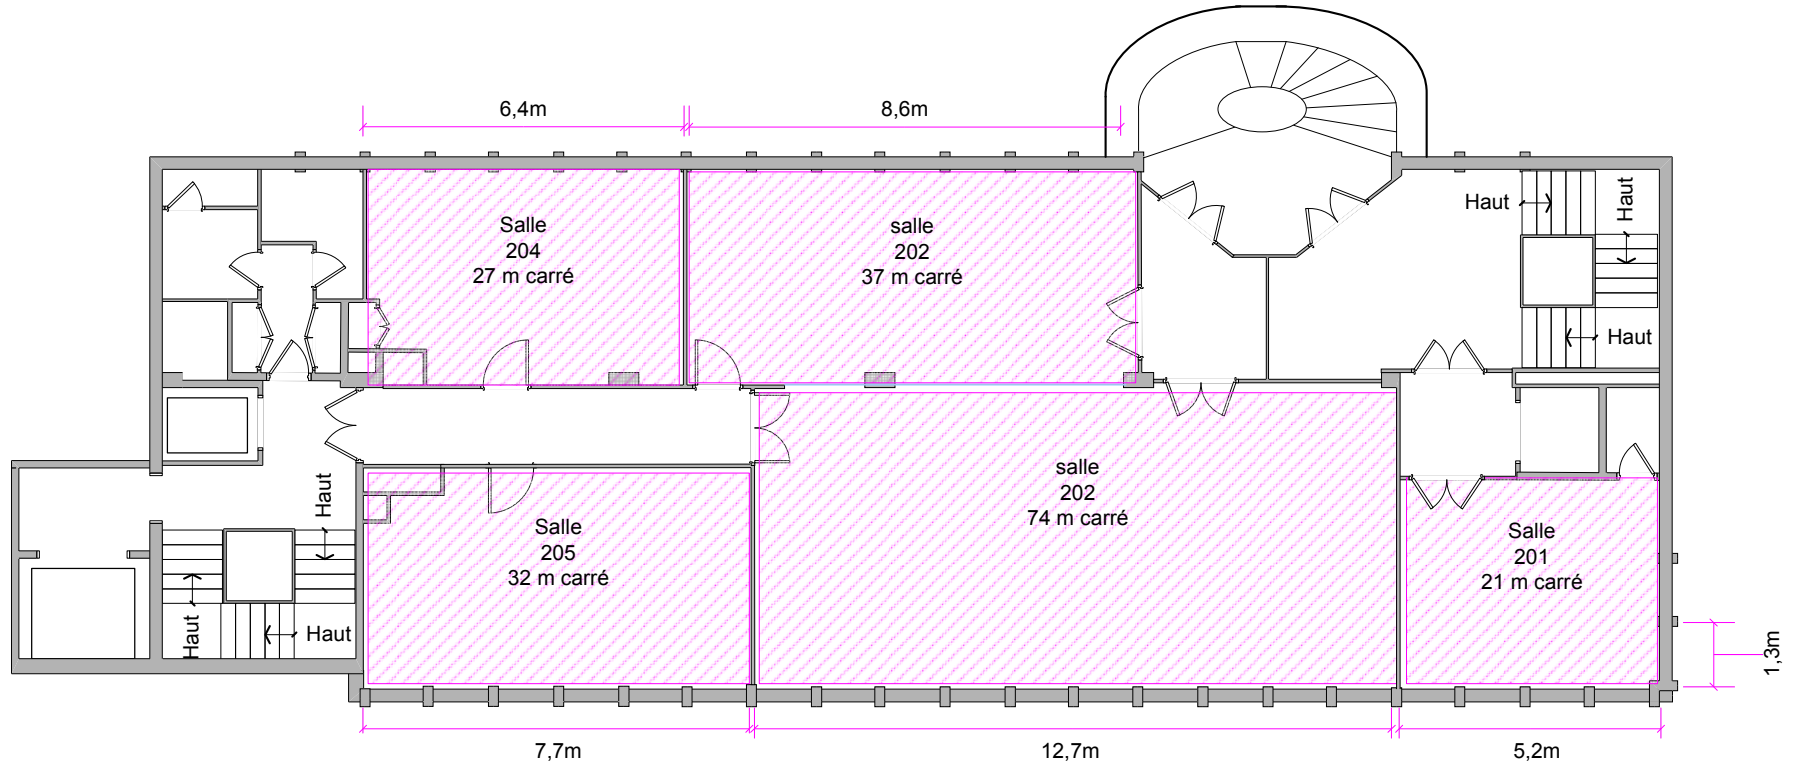 6,4m
8,6m
Salle
204
27 m carré
salle
202
37 m carré
Haut
Haut
Haut
Haut
Salle
205
32 m carré
salle
202
74 m carré
Salle
201
21 m carré
Haut
Haut
1,3m
7,7m
12,7m
5,2m